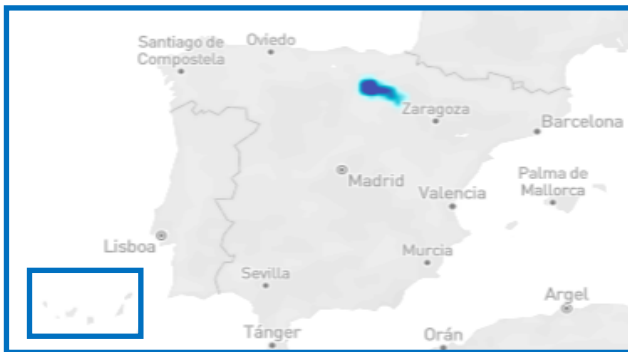 Santiago de
Compostela
Oviedo
Zaragoza
Barcelona
Madrid
Palma de
Mallorca
Valencia
Lisboa
Murcia
Sevilla
Argel
Tánger
Orán